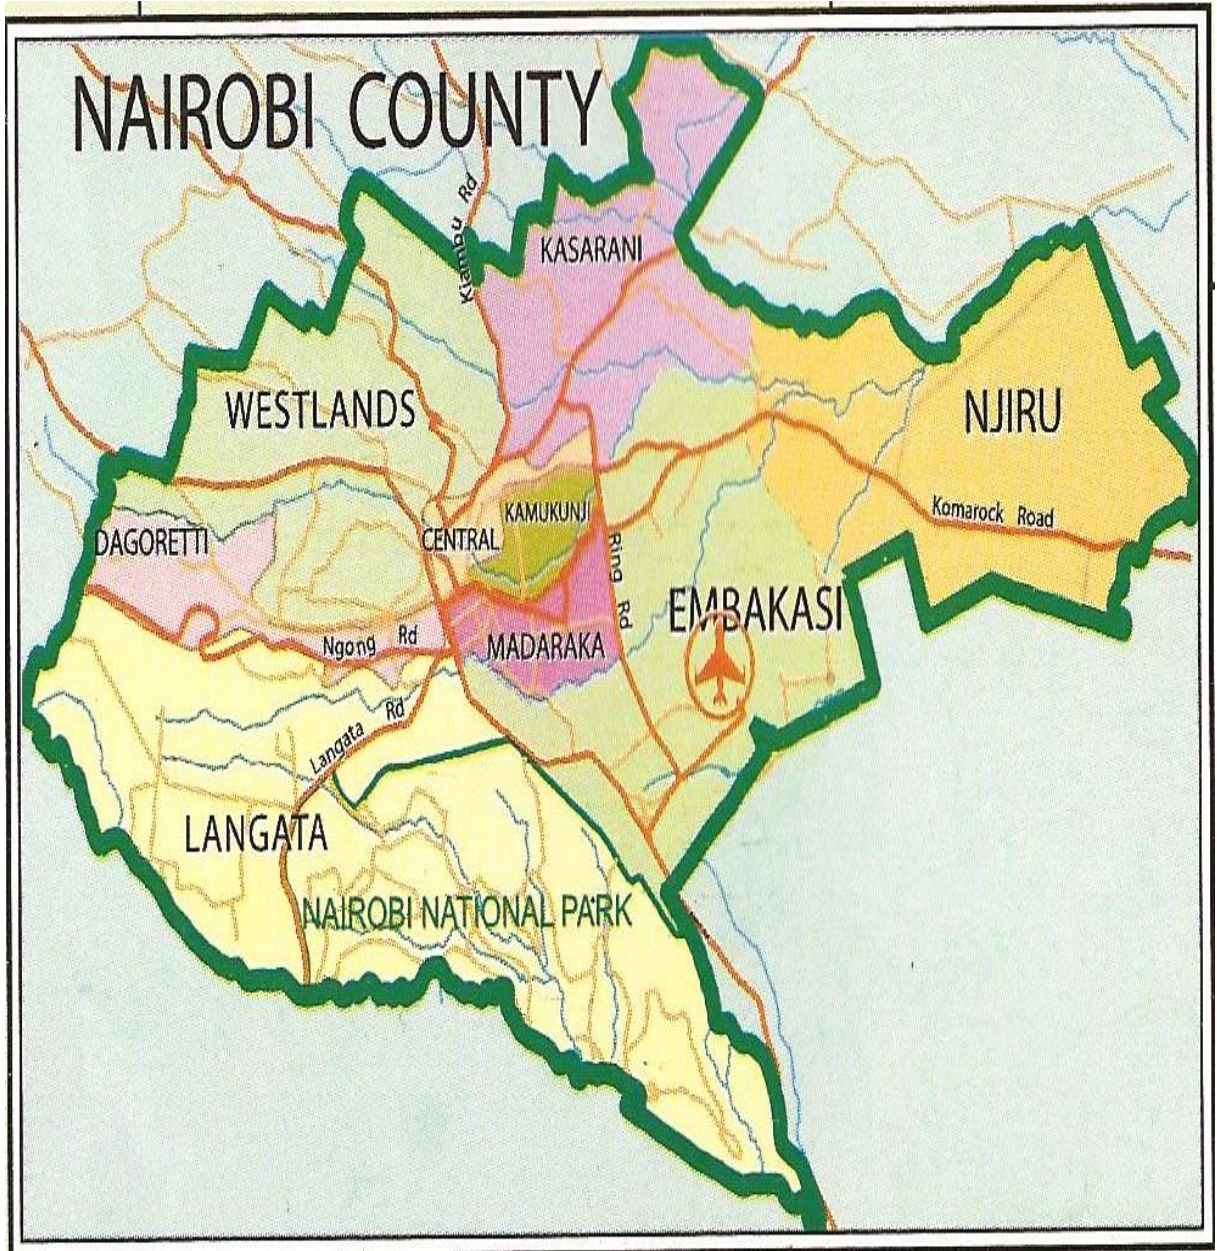 NAIROBI COUNTY
Kiambu Rd
KASARANI
WESTLANDS
NJIRU
Komarock Road
KAMUKUNJI
CENTRAL
DAGORETTI
Ring Rd
EMBAKASI
Ngong Rd
MADARAKA
Langata Rd
LANGATA
NAIROBI NATIONAL PARK